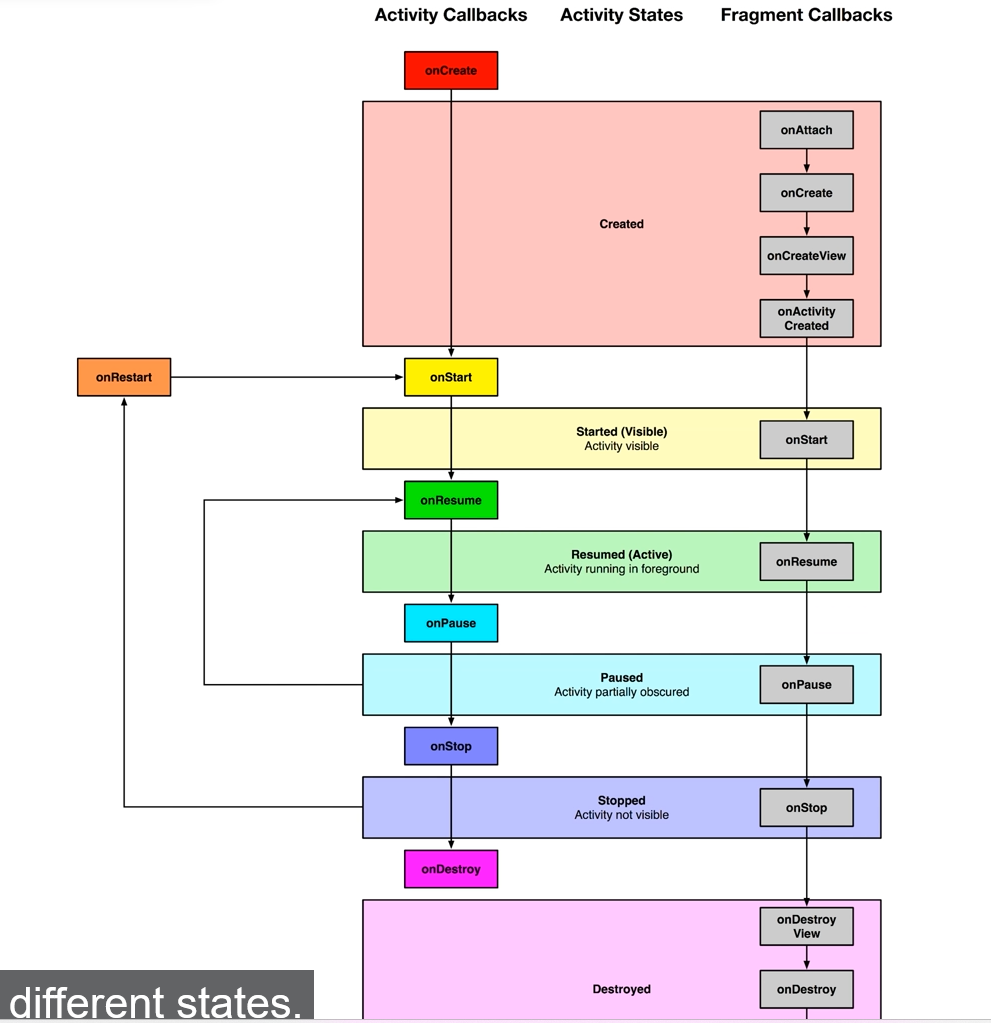 Activity Callbacks Activity States Fragment Callbacks
onCreate
onAttach
onCreate
Created
onCreateView
onActivity
Created
onRestart
onStart
Started (Visible)
Activity visible
onStart
onResume
Resumed (Active)
Activity running in foreground
onResume
onPause
Paused
Activity partially obscured
onPause
onStop
Stopped
Activity not visible
onStop
onDestroy
onDestroy
View
Destroyed
onDestroy
different states.